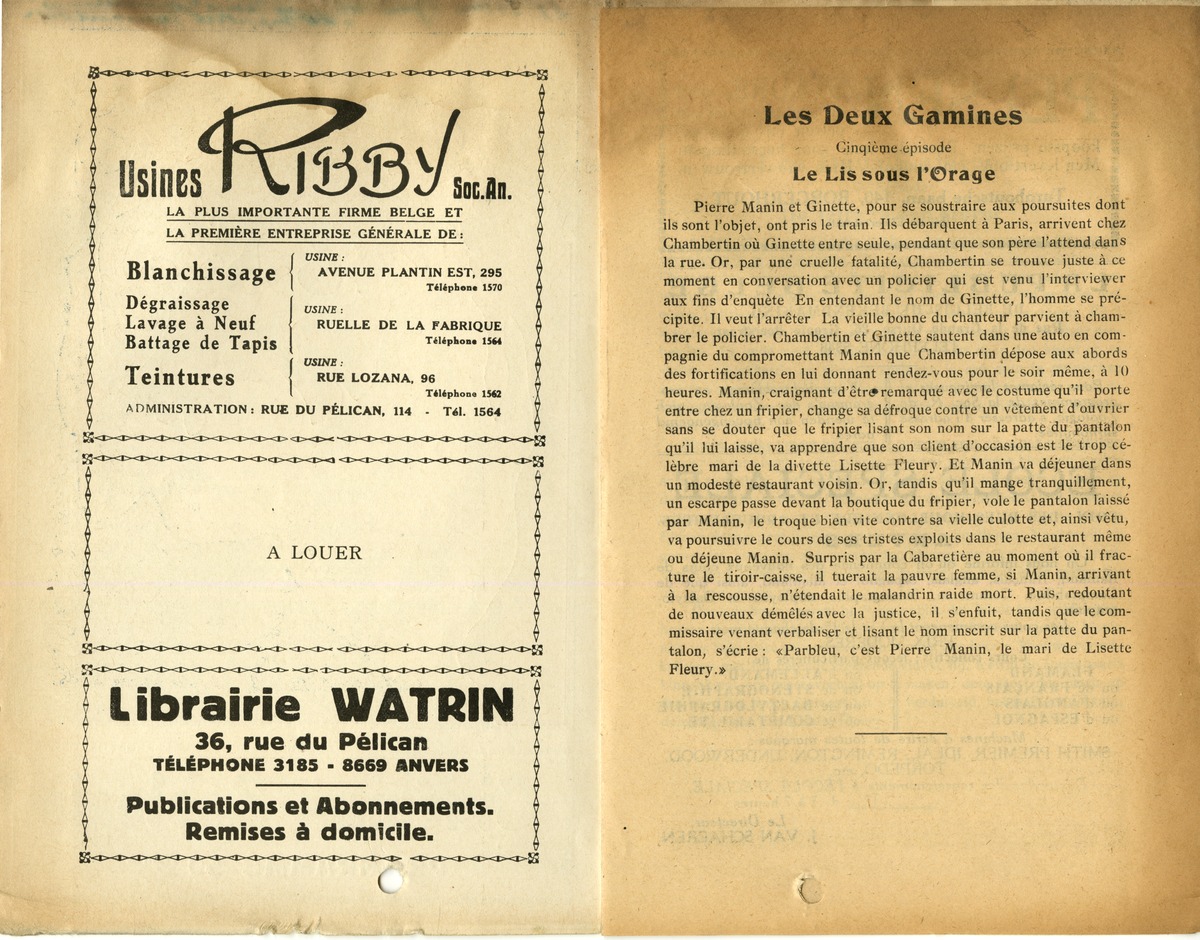 Usines RIBBY Soc.An.
LA PLUS IMPORTANTE FIRME BELGE ET
LA PREMIÈRE ENTREPRISE GÉNÉRALE DE :
Blanchissage
USINE :
AVENUE PLANTIN EST, 295
Téléphone 1570
Dégraissage
Lavage à Neuf
Battage de Tapis
USINE :
RUELLE DE LA FABRIQUE
Téléphone 1564
Teintures
USINE :
RUE LOZANA, 96
Téléphone 1562
ADMINISTRATION : RUE DU PÉLICAN, 114 - Tél. 1564
A LOUER
Librairie WATRIN
36, rue du Pélican
TÉLÉPHONE 3185 - 8669 ANVERS
Publications et Abonnements.
Remises à domicile.
Les Deux Gamines
Cinqième épisode
Le Lis sous l'Orage
Pierre Manin et Ginette, pour se soustraire aux poursuites dont
ils sont l'objet, ont pris le train. Ils débarquent à Paris, arrivent chez
Chambertin où Ginette entre seule, pendant que son père l'attend dans
la rue. Or, par une cruelle fatalité, Chambertin se trouve juste à ce
moment en conversation avec un policier qui est venu l'interviewer
aux fins d'enquète En entendant le nom de Ginette, l'homme se pré-
cipite. Il veut l'arrêter La vieille bonne du chanteur parvient à cham-
brer le policier. Chambertin et Ginette sautent dans une auto en com-
pagnie du compromettant Manin que Chambertin dépose aux abords
des fortifications en lui donnant rendez-vous pour le soir même, à 10
heures. Manin, craignant d'être remarqué avec le costume qu'il porte
entre chez un fripier, change sa défroque contre un vêtement d'ouvrier
sans se douter que le fripier lisant son nom sur la patte du pantalon
qu'il lui laisse, va apprendre que son client d'occasion est le trop cé-
lèbre mari de la divette Lisette Fleury. Et Manin va déjeuner dans
un modeste restaurant voisin. Or, tandis qu'il mange tranquillement,
un escarpe passe devant la boutique du fripier, vole le pantalon laissé
par Manin, le troque bien vite contre sa vielle culotte et, ainsi vêtu,
va poursuivre le cours de ses tristes exploits dans le restaurant même
ou déjeune Manin. Surpris par la Cabaretière au moment où il frac-
ture le tiroir-caisse, il tuerait la pauvre femme, si Manin, arrivant
à la rescousse, n'étendait le malandrin raide mort. Puis, redoutant
de nouveaux démêlés avec la justice, il s'enfuit, tandis que le com-
missaire venant verbaliser et lisant le nom inscrit sur la patte du pan-
talon, s'écrie : «Parbleu, c'est Pierre Manin, le mari de Lisette
Fleury.»